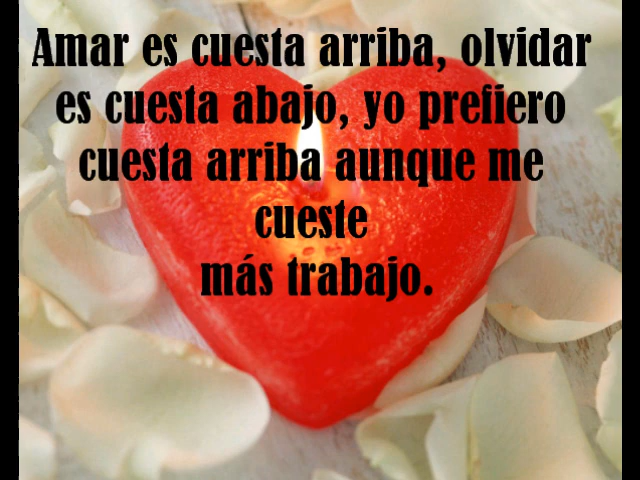 Amar es cuesta arriba, olvidar
es cuesta abajo, yo prefiero
cuesta arriba aunque me
cueste
más trabajo.